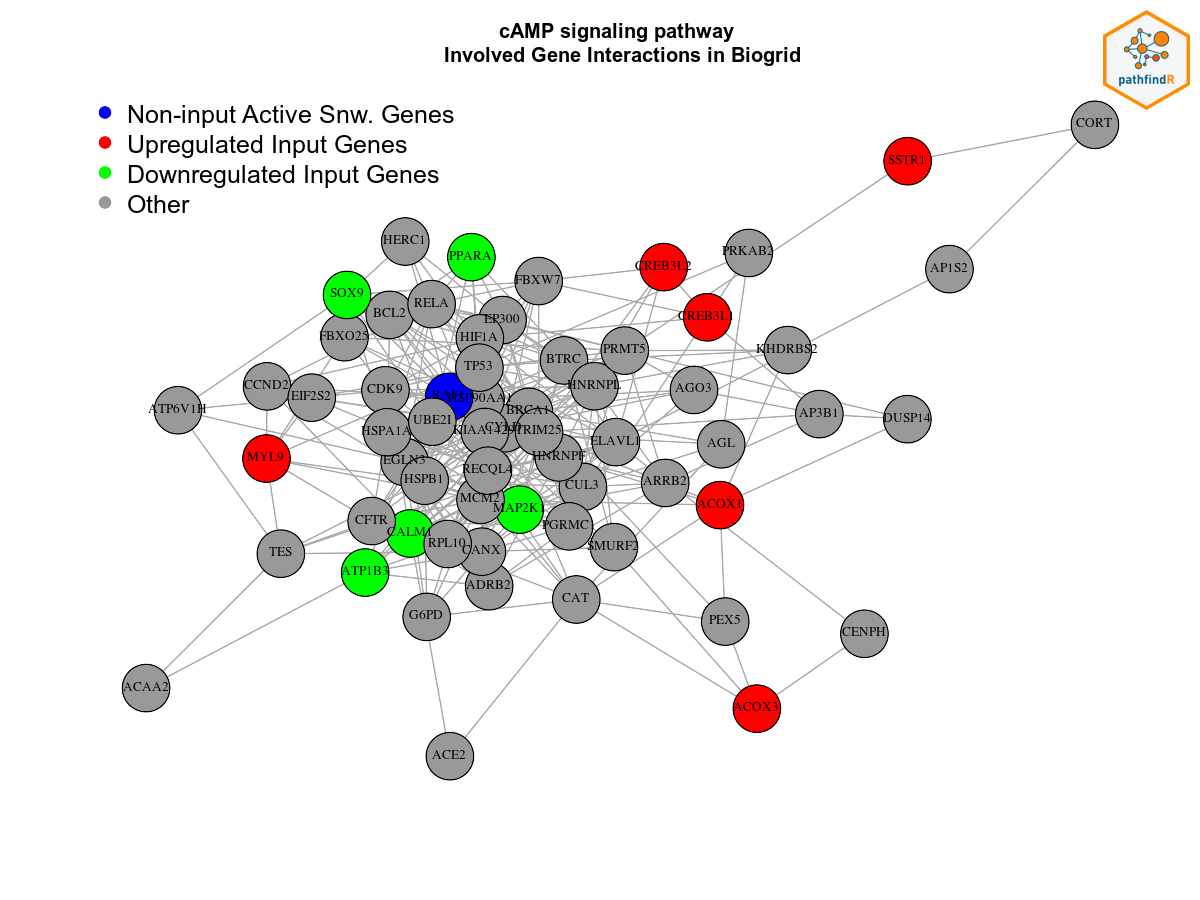 cAMP signaling pathway
Involved Gene Interactions in Biogrid
pathfindR
Non-input Active Snw. Genes
Upregulated Input Genes
Downregulated Input Genes
Other
CORT
SSTR1
HERC1
PRKAB2
PPARA
CREB3L2
AP1S2
FBXW7
SOX9
RELA
BCL2
CREB3L1
EP300
FBXO25
HIF1A
KHDRBS2
PRMT5
BTRC
TP53
CCND2
HNRNPL
CDK9
AGO3
EIF2S2
ATP6V1H
BRCA1
AP3B1
DUSP14
UBE2I
HSPA1A
TRIM25
ELAVL1
AGL
MYL9
HNRNPF
EGLN3
RECQL4
HSPB1
ARRB2
CUL3
MCM2
ACOX1
MAP2K1
CFTR
CALM1
RPL10
CANX
SMURF2
TES
ATP1B3
ADRB2
CAT
G6PD
PEX5
CENPH
ACAA2
ACOX3
ACE2